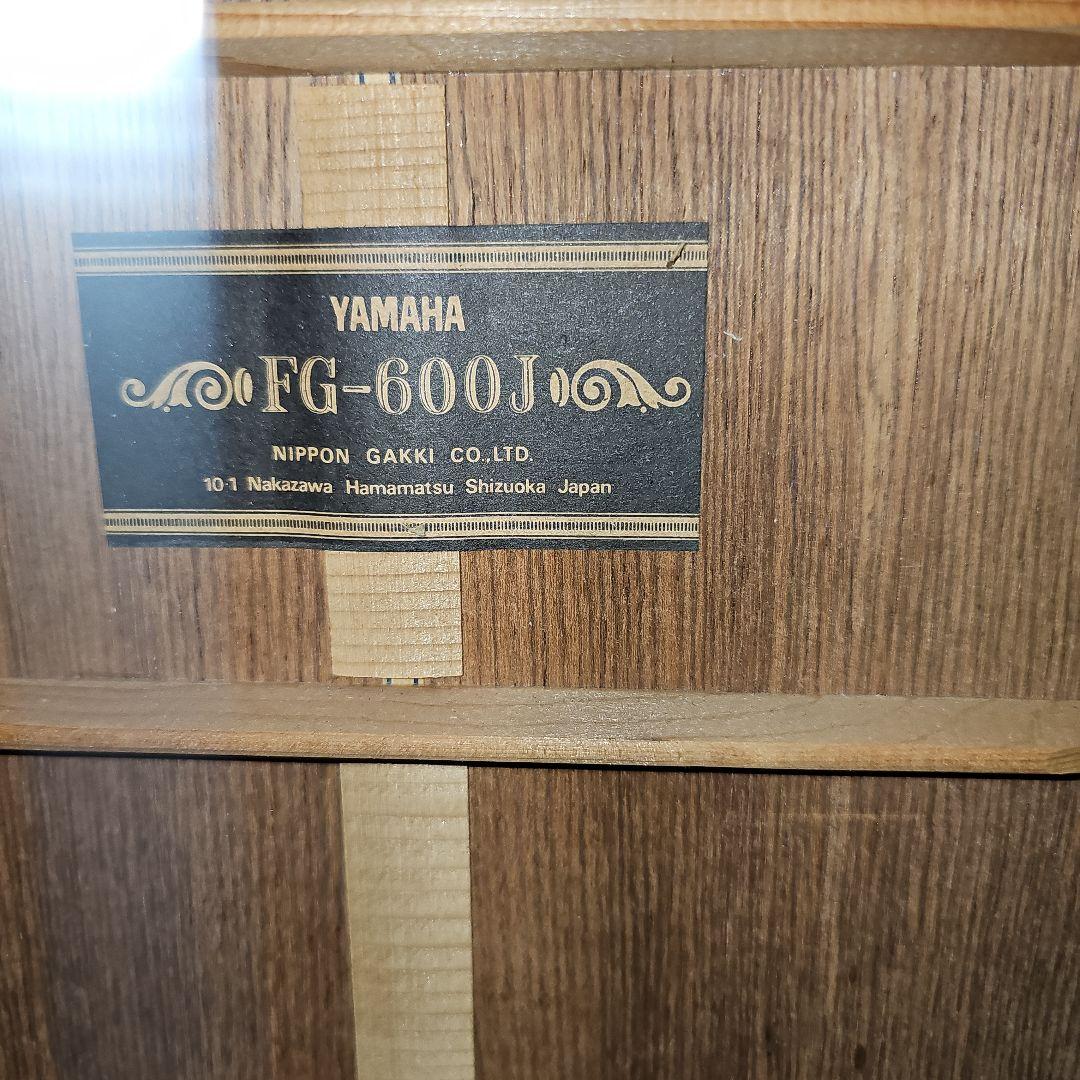 YAMAHA
FG-600J
NIPPON GAKKI CO.,LTD.
10-1 Nakazawa Hamamatsu Shizuoka Japan